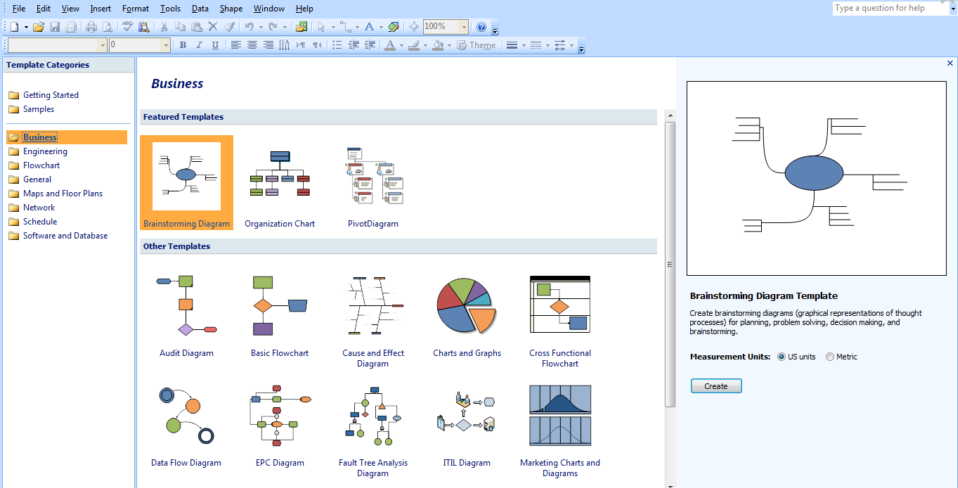 File Edit View Insert Format Tools Data Shape Window Help
Type a question for help
100%
0
B I U
Theme
Template Categories
Getting Started
Samples
Business
Engineering
Flowchart
General
Maps and Floor Plans
Network
Schedule
Software and Database
Business
Featured Templates
Brainstorming Diagram Organization Chart PivotDiagram
Other Templates
Audit Diagram Basic Flowchart Cause and Effect Diagram Charts and Graphs Cross Functional Flowchart
Data Flow Diagram EPC Diagram Fault Tree Analysis Diagram ITIL Diagram Marketing Charts and Diagrams
Brainstorming Diagram Template
Create brainstorming diagrams (graphical representations of thought
processes) for planning, problem solving, decision making, and
brainstorming.
Measurement Units: US units Metric
Create